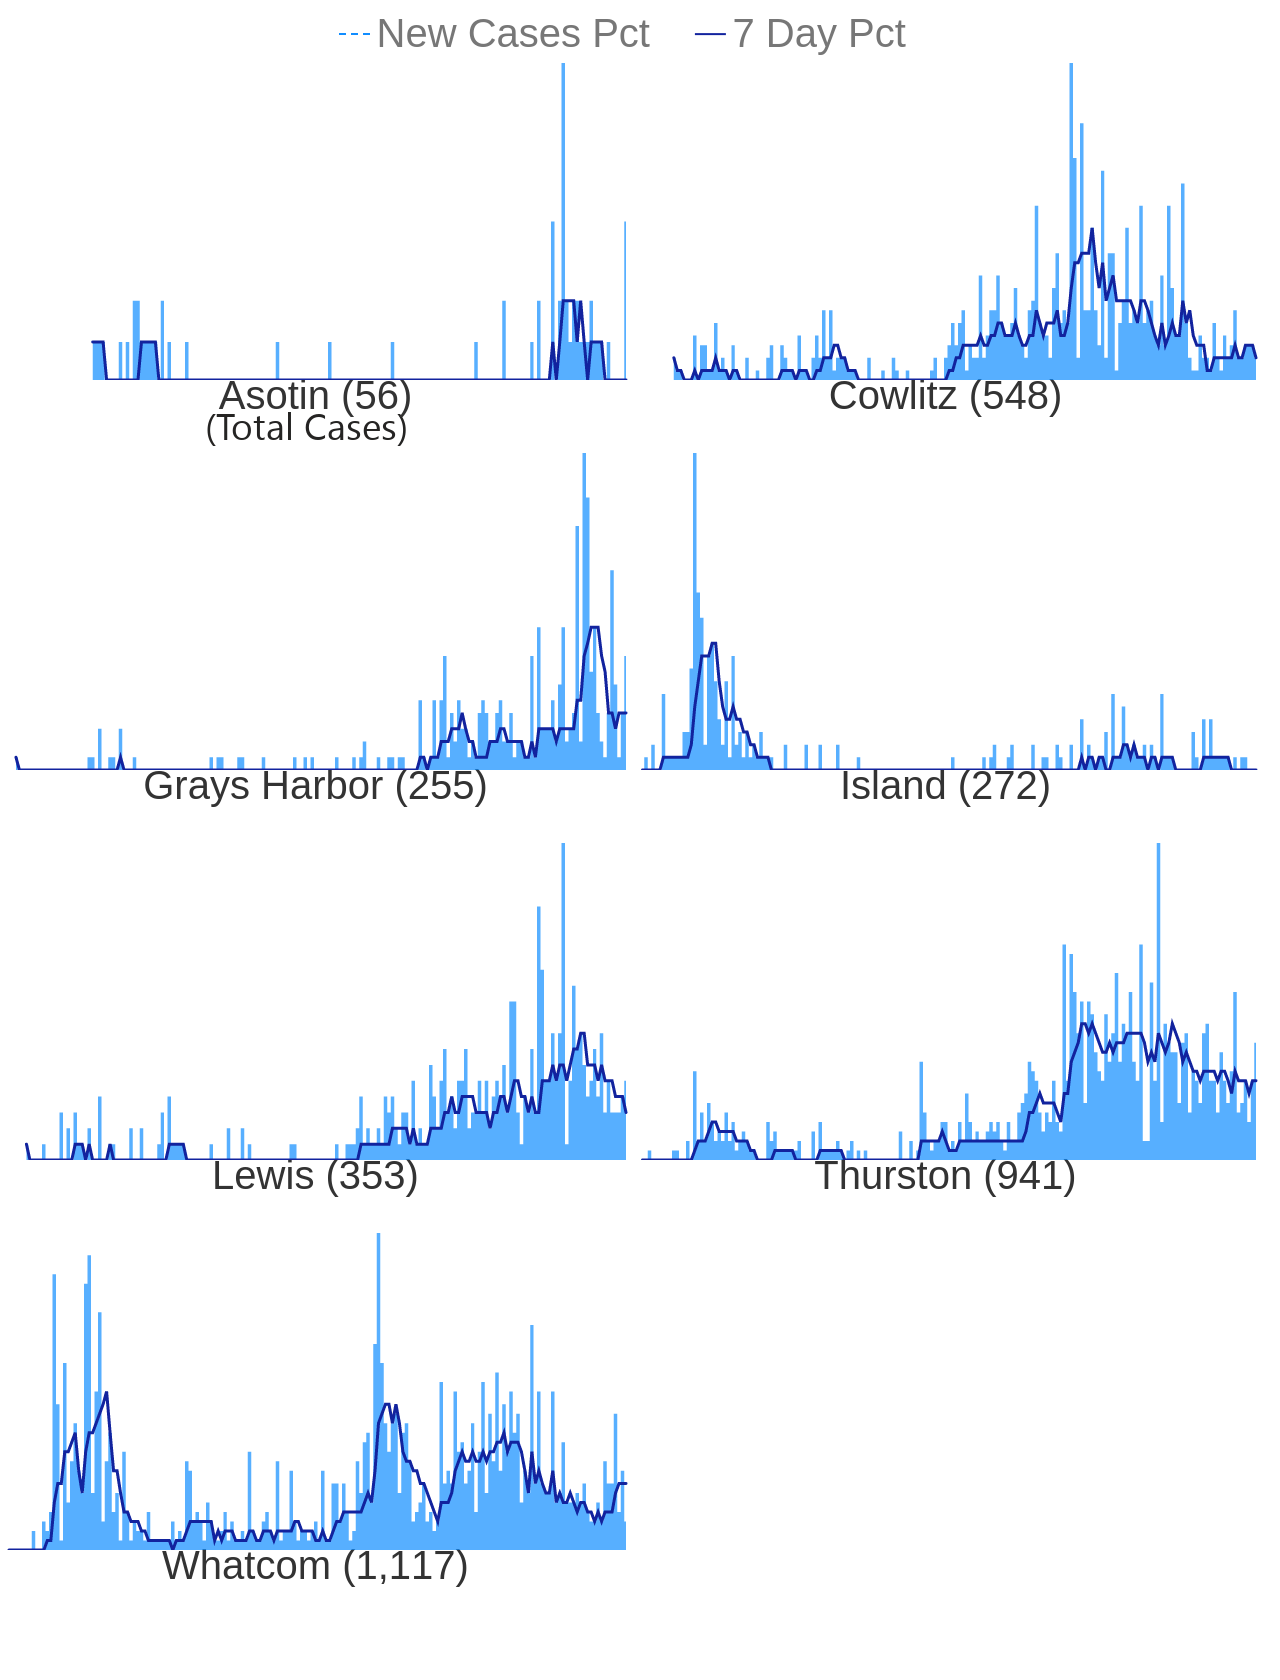 New Cases Pct 7 Day Pct
Asotin (56) Cowlitz (548)
(Total Cases)
Grays Harbor (255) Island (272)
Lewis (353) Thurston (941)
Whatcom (1,117)